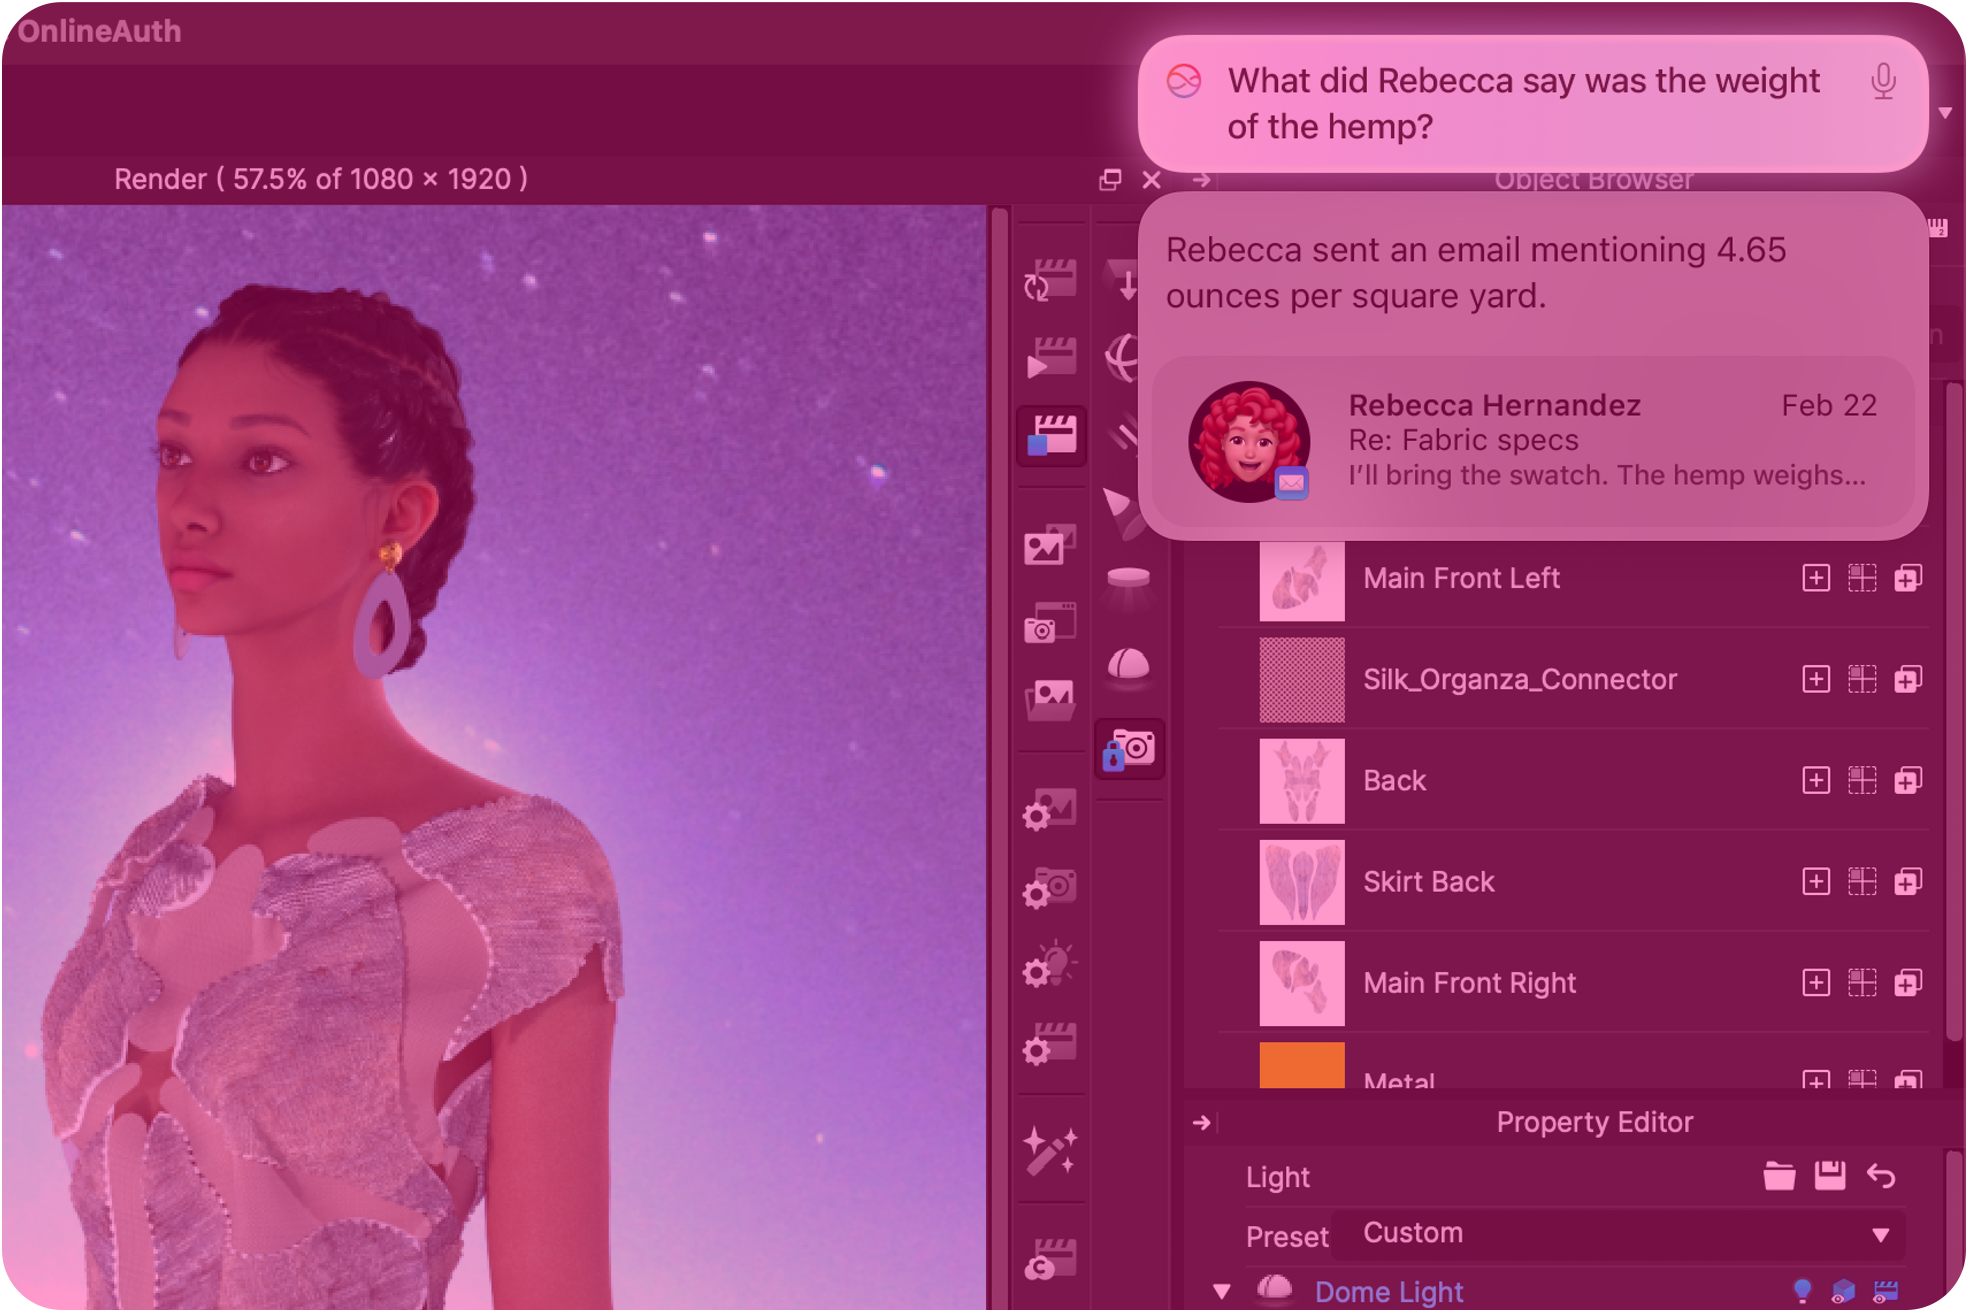 OnlineAuth
What did Rebecca say was the weight
of the hemp?
Render ( 57.5% of 1080 × 1920 )
Object Browser
Rebecca sent an email mentioning 4.65
ounces per square yard.
Rebecca Hernandez
Feb 22
Re: Fabric specs
I’ll bring the swatch. The hemp weighs...
Main Front Left
Silk_Organza_Connector
Back
Skirt Back
Main Front Right
Metal
Property Editor
Light
Preset
Custom
Dome Light